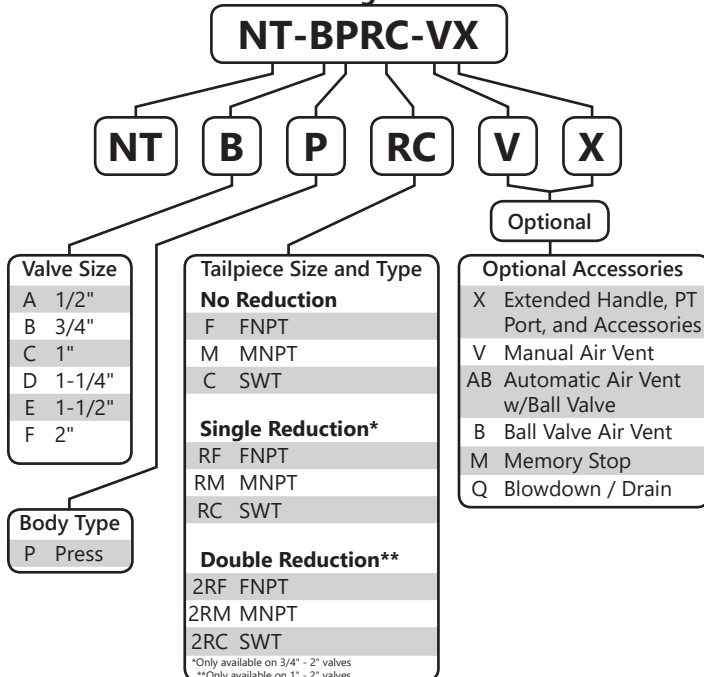 NT-BPRC-VX
NT B P RC V X
Optional
Valve Size
A 1/2"
B 3/4"
C 1"
D 1-1/4"
E 1-1/2"
F 2"
Body Type
P Press
Tailpiece Size and Type
No Reduction
F FNPT
M MNPT
C SWT
Single Reduction*
RF FNPT
RM MNPT
RC SWT
Double Reduction**
2RF FNPT
2RM MNPT
2RC SWT
*Only available on 3/4" - 2" valves
**Only available on 1" - 2" valves
Optional Accessories
X Extended Handle, PT
Port, and Accessories
V Manual Air Vent
AB Automatic Air Vent
w/Ball Valve
B Ball Valve Air Vent
M Memory Stop
Q Blowdown / Drain